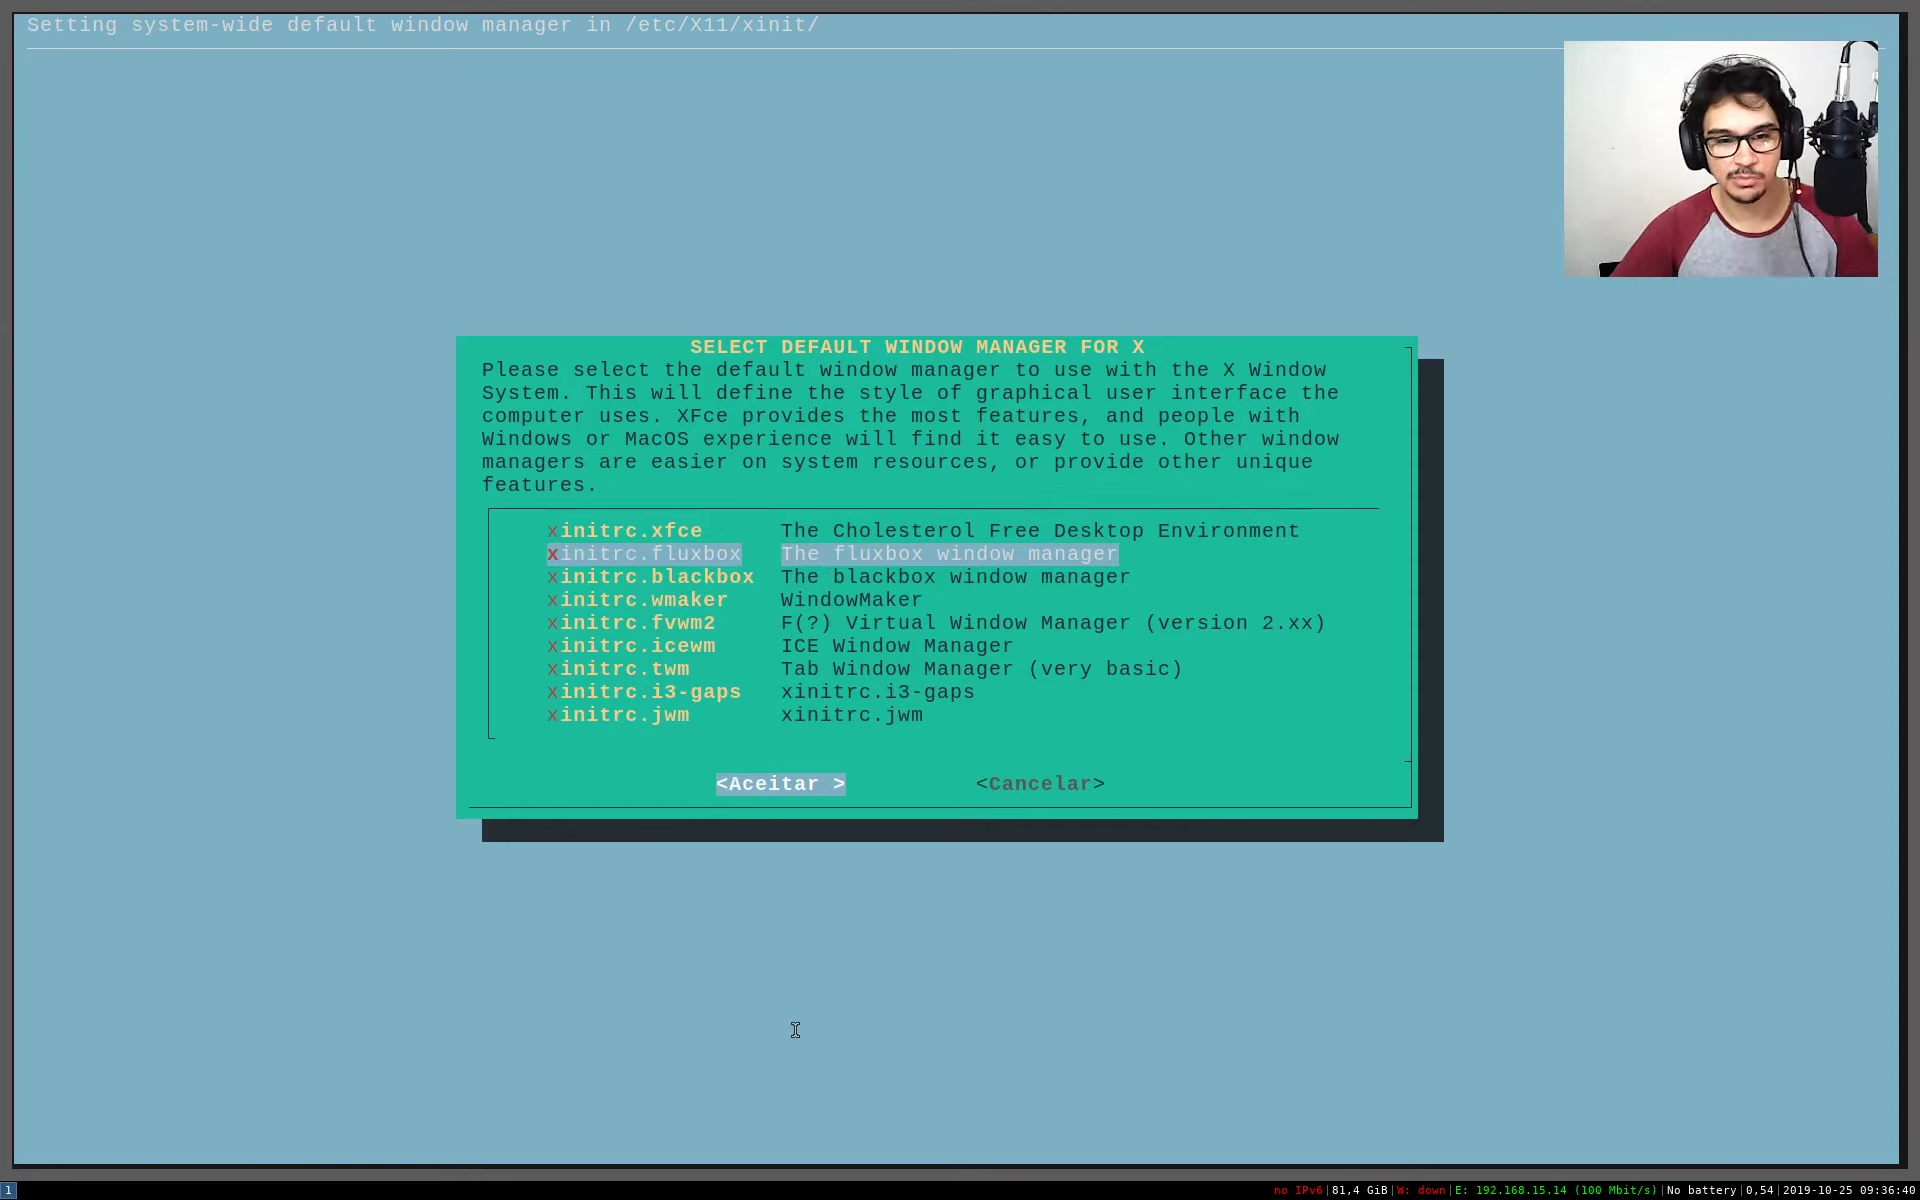 Setting system-wide default window manager in /etc/X11/xinit/
SELECT DEFAULT WINDOW MANAGER FOR X
Please select the default window manager to use with the X Window
System. This will define the style of graphical user interface the
computer uses. XFce provides the most features, and people with
Windows or MacOS experience will find it easy to use. Other window
managers are easier on system resources, or provide other unique
features.
xinitrc.xfce The Cholesterol Free Desktop Environment
xinitrc.fluxbox The fluxbox window manager
xinitrc.blackbox The blackbox window manager
xinitrc.wmaker WindowMaker
xinitrc.fvwm2 F(?) Virtual Window Manager (version 2.xx)
xinitrc.icewm ICE Window Manager
xinitrc.twm Tab Window Manager (very basic)
xinitrc.i3-gaps xinitrc.i3-gaps
xinitrc.jwm xinitrc.jwm
<Aceitar > <Cancelar>
1 no IPv6|81,4 GiB|W: down|E: 192.168.15.14 (100 Mbit/s)|No battery|0,54|2019-10-25 09:36:40